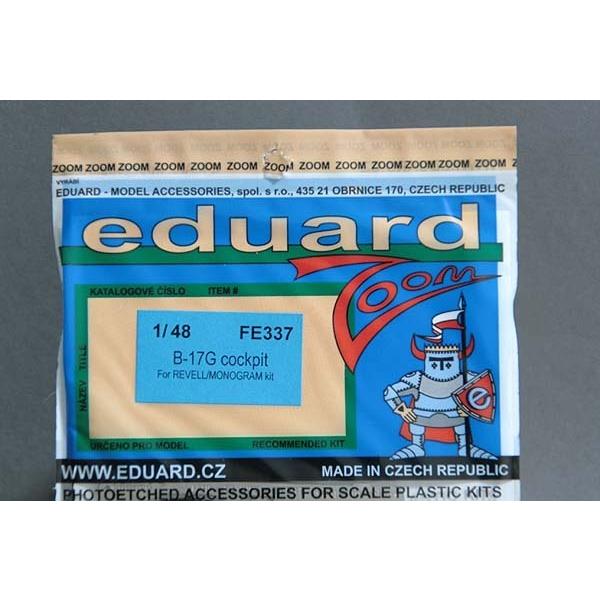 ZOOM ZOOM ZOOM ZOOM ZOOM ZOOM ZOOM ZOOM ZOOM ZOOM ZOOM ZOOM ZOOM
VYRÁBÍ
EDUARD - MODEL ACCESSORIES, spol. s r.o., 435 21 OBRNICE 170, CZECH REPUBLIC
eduard
Zoom
KATALOGOVÉ ČÍSLO ITEM #
1/48 FE337
B-17G cockpit
For REVELL/MONOGRAM kit
NÁZEV TITLE
e
URČENO PRO MODEL RECOMMENDED KIT
WWW.EDUARD.CZ MADE IN CZECH REPUBLIC
PHOTOETCHED ACCESSORIES FOR SCALE PLASTIC KITS